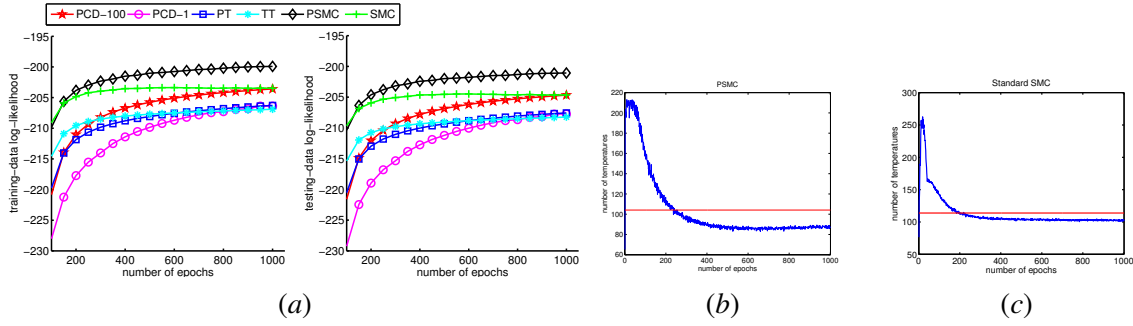 PCD−100 PCD−1 PT TT PSMC SMC
−195
−200
−205
−210
−215
−220
−225
−230
training−data log−likelihood
200 400 600 800 1000
number of epochs
−195
−200
−205
−210
−215
−220
−225
−230
testing−data log−likelihood
200 400 600 800 1000
number of epochs
(a)
PSMC
220
200
180
160
140
120
100
80
60
number of temperatures
0 200 400 600 800 1000
number of epochs
(b)
Standard SMC
300
250
200
150
100
50
number of temperatures
0 200 400 600 800 1000
number of epochs
(c)